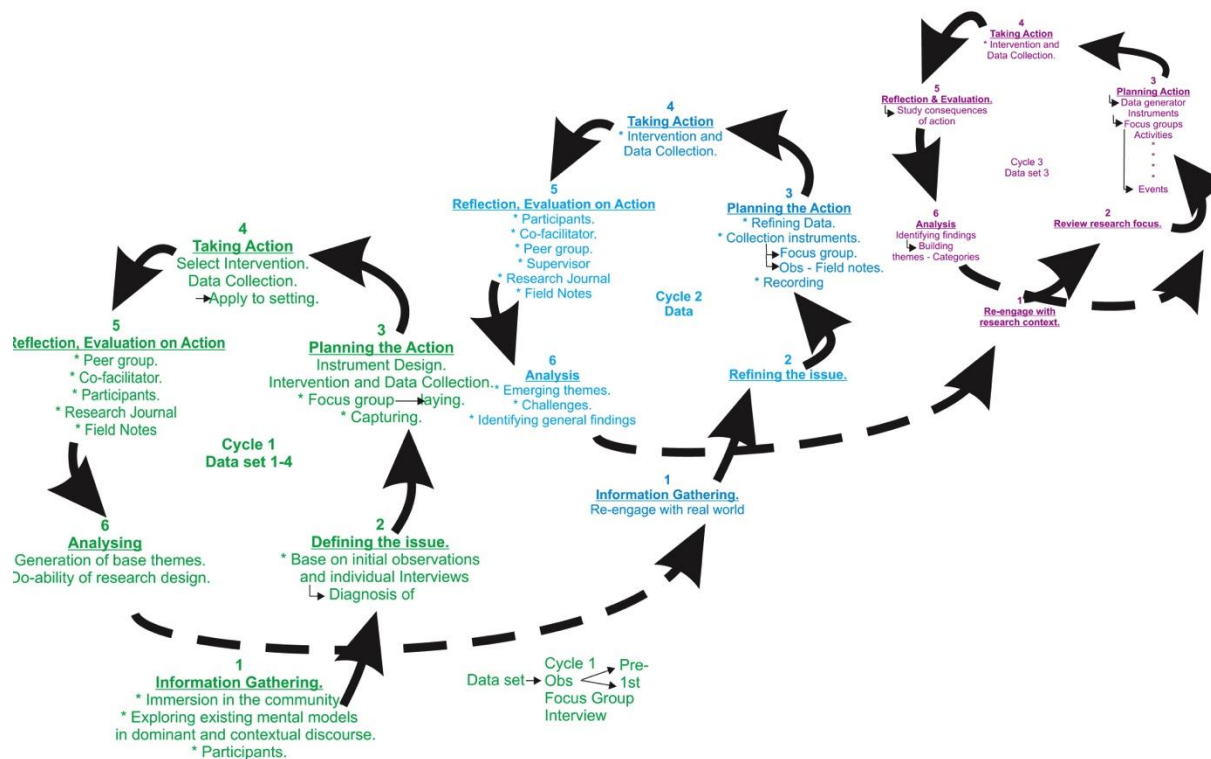 4
Taking Action
Select Intervention.
Data Collection.
Apply to setting.
5
Reflection, Evaluation on Action
* Peer group.
* Co-facilitator.
* Participants.
* Research Journal
* Field Notes
3
Planning the Action
Instrument Design.
Intervention and Data Collection.
* Focus group laying.
* Capturing.
Cycle 1
Data set 1-4
6
Analysing
Generation of base themes.
Do-ability of research design.
2
Defining the issue.
* Base on initial observations
and individual Interviews
Diagnosis of
1
Information Gathering.
* Immersion in the community
* Exploring existing mental models
in dominant and contextual discourse.
* Participants.
Data set
Cycle 1
Obs
Focus Group
Interview
Pre-
1st
4
Taking Action
* Intervention and
Data Collection.
5
Reflection, Evaluation on Action
* Participants.
* Co-facilitator.
* Peer group.
* Supervisor
* Research Journal
* Field Notes
3
Planning the Action
* Refining Data.
* Collection instruments.
Focus group.
Obs - Field notes.
* Recording
Cycle 2
Data
6
Analysis
* Emerging themes.
* Challenges.
* Identifying general findings
2
Refining the issue.
1
Information Gathering.
Re-engage with real world
4
Taking Action
* Intervention and
Data Collection.
5
Reflection & Evaluation.
Study consequences
of action
3
Planning Action
Data generator
Instruments
Focus groups
Activities
*
*
*
*
Events
Cycle 3
Data set 3
6
Analysis
Identifying findings
Building
themes - Categories
2
Review research focus.
1
Re-engage with
research context.